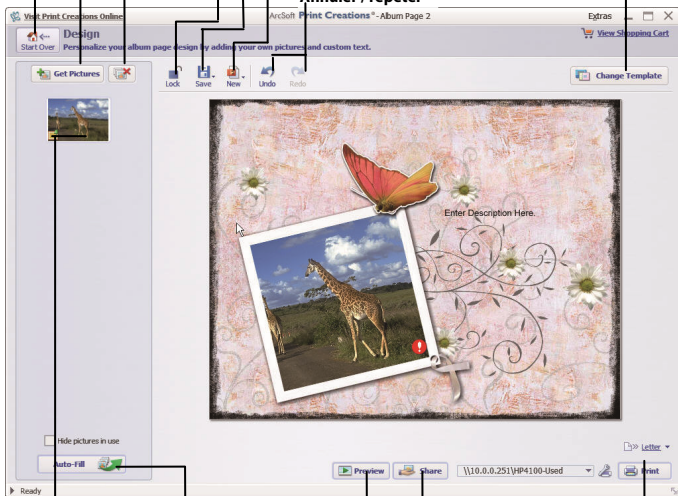 Annuler / répéter
Visit Print Creations Online
ArcSoft Print Creations® - Album Page 2
Extras
Start Over
Design
Personalize your album page design by adding your own pictures and custom text.
View Shopping Cart
Get Pictures
Lock
Save
New
Undo
Redo
Change Template
Enter Description Here.
Hide pictures in use
Letter
Auto-Fill
Preview
Share
\\10.0.0.251\HP4100-Used
Print
Ready